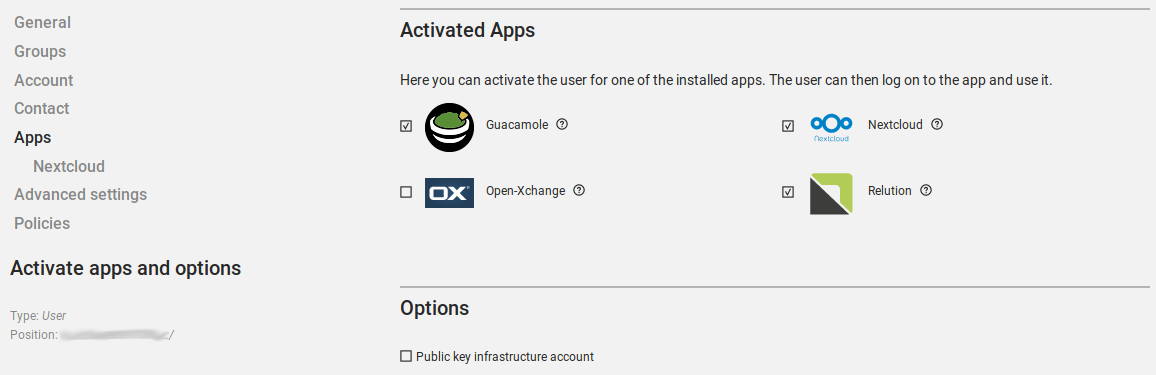 General
Groups
Account
Contact
Apps
Nextcloud
Advanced settings
Policies
Activate apps and options
Type: User
Position: /
Activated Apps
Here you can activate the user for one of the installed apps. The user can then log on to the app and use it.
Guacamole
Nextcloud
Nextcloud
OX
Open-Xchange
Relution
Options
Public key infrastructure account